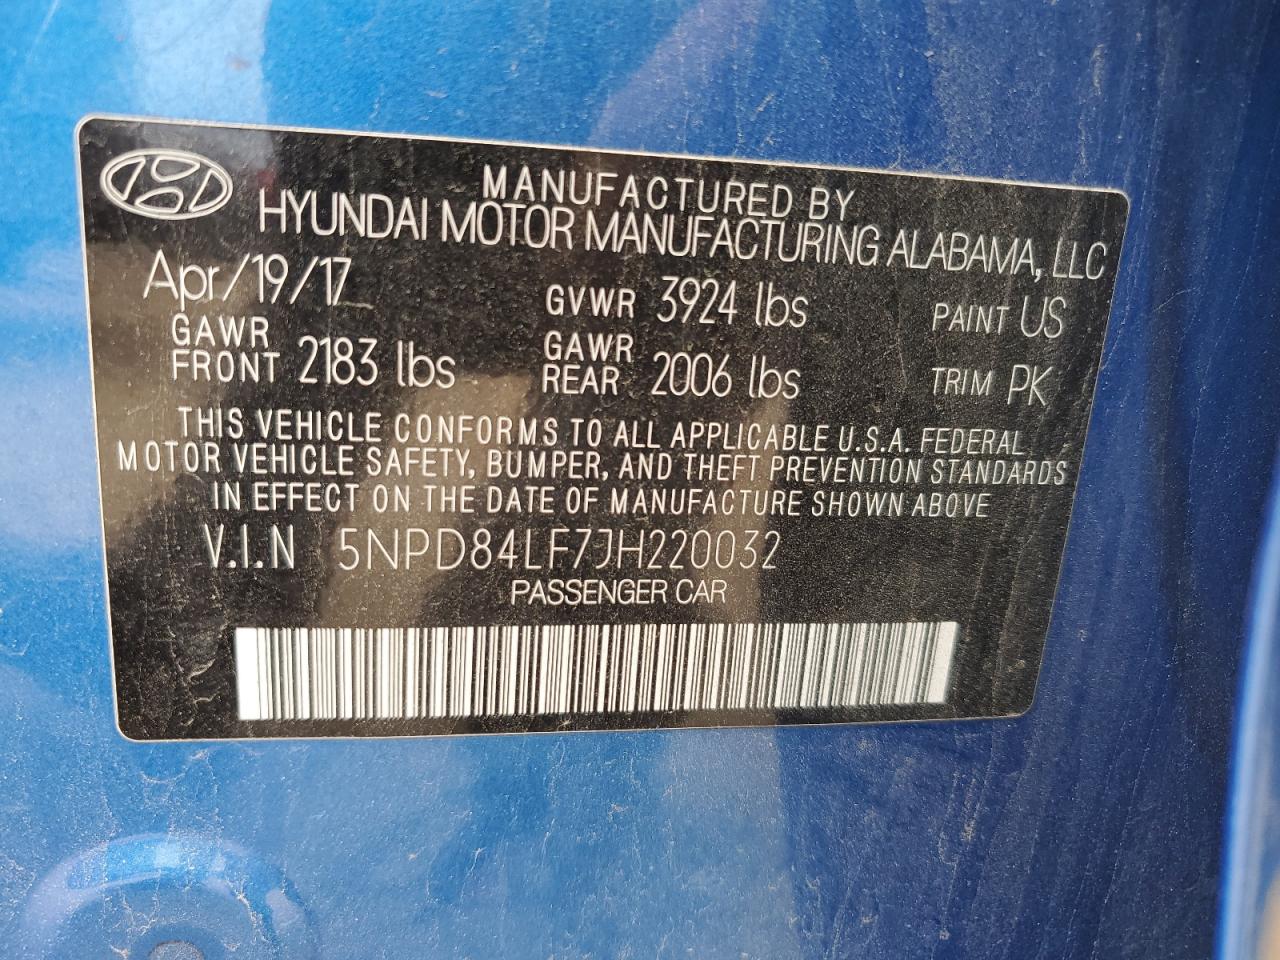 MANUFACTURED BY
HYUNDAI MOTOR MANUFACTURING ALABAMA, LLC
Apr/19/17 GVWR 3924 lbs PAINT US
GAWR FRONT 2183 lbs GAWR REAR 2006 lbs TRIM PK
THIS VEHICLE CONFORMS TO ALL APPLICABLE U.S.A. FEDERAL
MOTOR VEHICLE SAFETY, BUMPER, AND THEFT PREVENTION STANDARDS
IN EFFECT ON THE DATE OF MANUFACTURE SHOWN ABOVE
V.I.N 5NPD84LF7JH220032
PASSENGER CAR